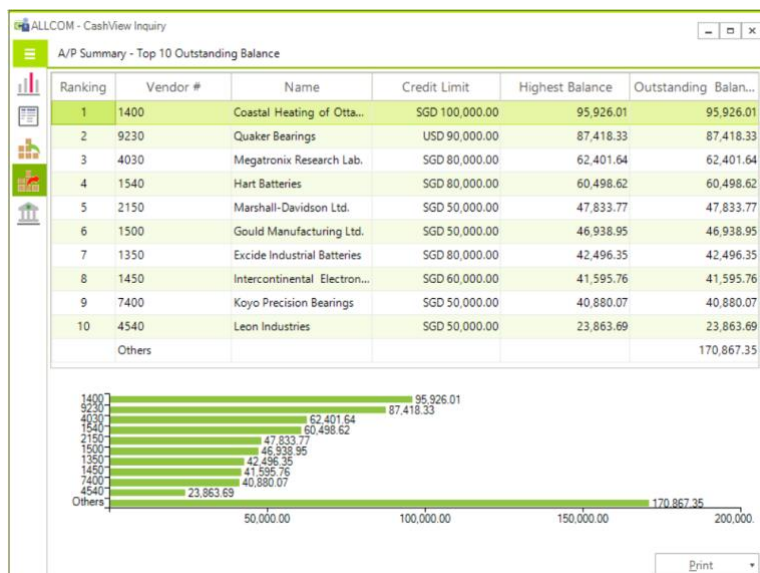 ALLCOM - CashView Inquiry
A/P Summary - Top 10 Outstanding Balance
Ranking Vendor # Name Credit Limit Highest Balance Outstanding Balan...
1 1400 Coastal Heating of Otta... SGD 100,000.00 95,926.01 95,926.01
2 9230 Quaker Bearings USD 90,000.00 87,418.33 87,418.33
3 4030 Megatronix Research Lab. SGD 80,000.00 62,401.64 62,401.64
4 1540 Hart Batteries SGD 80,000.00 60,498.62 60,498.62
5 2150 Marshall-Davidson Ltd. SGD 50,000.00 47,833.77 47,833.77
6 1500 Gould Manufacturing Ltd. SGD 50,000.00 46,938.95 46,938.95
7 1350 Excide Industrial Batteries SGD 80,000.00 42,496.35 42,496.35
8 1450 Intercontinental Electron... SGD 60,000.00 41,595.76 41,595.76
9 7400 Koyo Precision Bearings SGD 50,000.00 40,880.07 40,880.07
10 4540 Leon Industries SGD 50,000.00 23,863.69 23,863.69
Others 170,867.35
1400 95,926.01
9230 87,418.33
4030 62,401.64
1540 60,498.62
2150 47,833.77
1500 46,938.95
1350 42,496.35
1450 41,595.76
7400 40,880.07
4540 23,863.69
Others 170,867.35
50,000.00 100,000.00 150,000.00 200,000.
Print